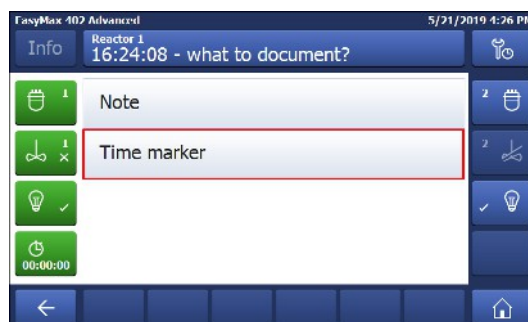 EasyMax 402 Advanced 5/21/2019 4:26 PM
Info
Reactor 1
16:24:08 - what to document?
1
Note
2
1
Time marker
2
00:00:00